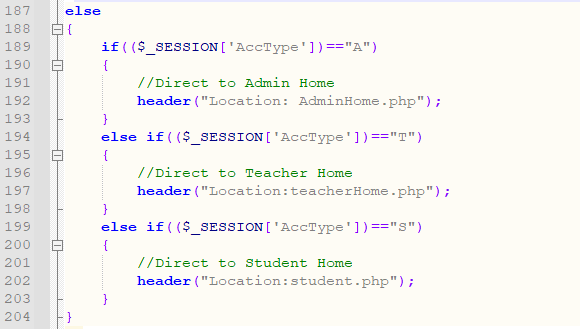 187 else
188 {
189 if(($_SESSION['AccType'])=="A")
190 {
191 //Direct to Admin Home
192 header("Location: AdminHome.php");
193 }
194 else if(($_SESSION['AccType'])=="T")
195 {
196 //Direct to Teacher Home
197 header("Location:teacherHome.php");
198 }
199 else if(($_SESSION['AccType'])=="S")
200 {
201 //Direct to Student Home
202 header("Location:student.php");
203 }
204 }